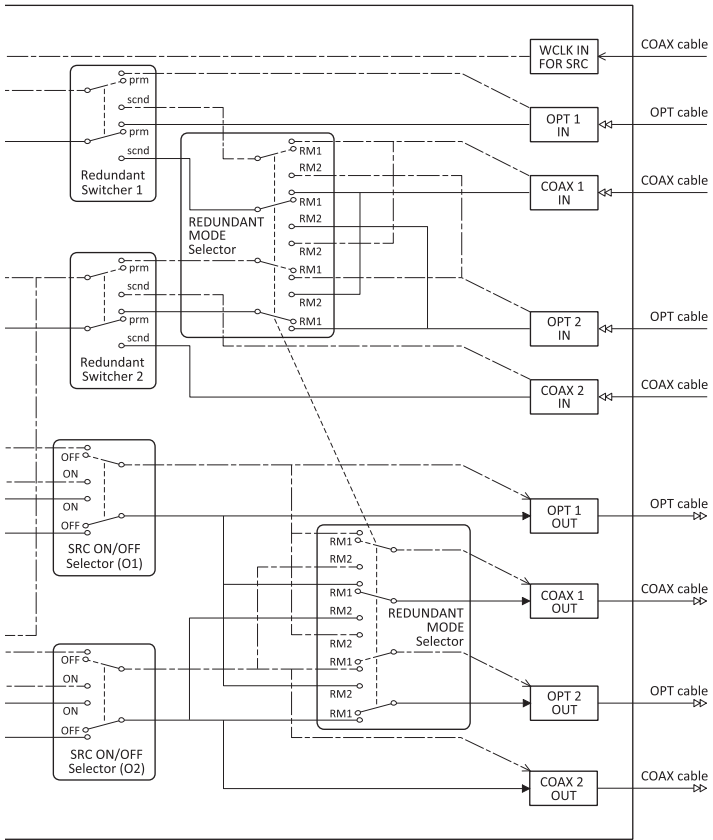 COAX cable
WCLK IN
FOR SRC
prm
scnd
prm
scnd
Redundant
Switcher 1
OPT cable
OPT 1
IN
RM1
RM2
RM1
RM2
RM2
RM1
RM2
RM1
REDUNDANT
MODE
Selector
COAX cable
COAX 1
IN
prm
scnd
prm
scnd
Redundant
Switcher 2
OPT cable
OPT 2
IN
COAX cable
COAX 2
IN
OFF
ON
ON
OFF
SRC ON/OFF
Selector (O1)
OPT cable
OPT 1
OUT
RM1
RM2
RM1
RM2
RM2
RM1
RM2
RM1
REDUNDANT
MODE
Selector
COAX cable
COAX 1
OUT
OFF
ON
ON
OFF
SRC ON/OFF
Selector (O2)
OPT cable
OPT 2
OUT
COAX cable
COAX 2
OUT